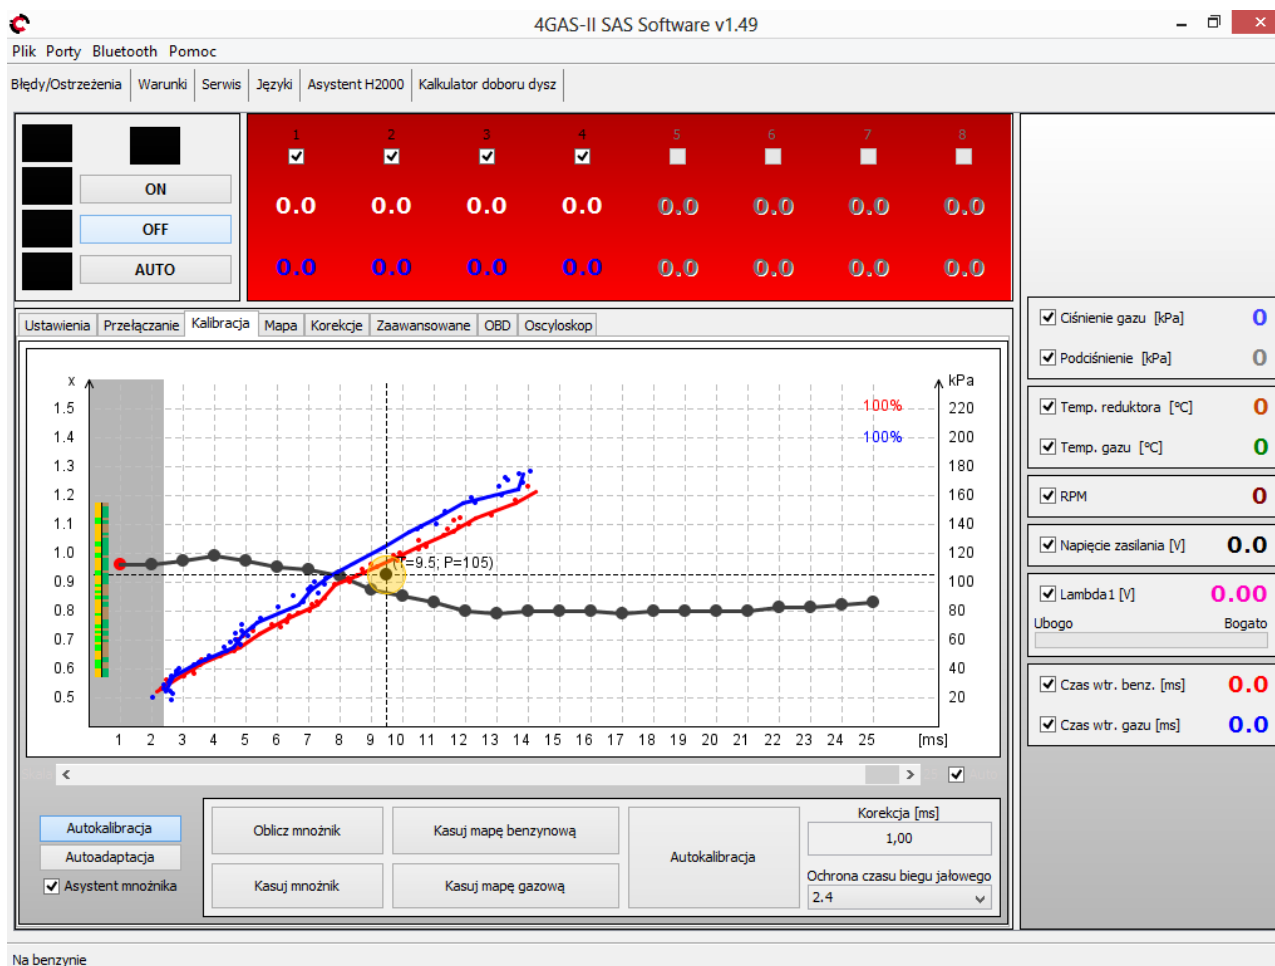 4GAS-II SAS Software v1.49
Plik Porty Bluetooth Pomoc
Błędy/Ostrzeżenia Warunki Serwis Języki Asystent H2000 Kalkulator doboru dysz
1 2 3 4 5 6 7 8
ON
0.0 0.0 0.0 0.0 0.0 0.0 0.0 0.0
OFF
AUTO
0.0 0.0 0.0 0.0 0.0 0.0 0.0 0.0
Ustawienia Przełączanie Kalibracja Mapa Korekcje Zaawansowane OBD Oscyloskop
x kPa
1.5 100% 220
1.4 100% 200
1.3 180
1.2 160
1.1 140
1.0 120
(T=9.5; P=105)
0.9 100
0.8 80
0.7 60
0.6 40
0.5 20
1 2 3 4 5 6 7 8 9 10 11 12 13 14 15 16 17 18 19 20 21 22 23 24 25 [ms]
Autokalibracja
Autoadaptacja
Asystent mnożnika
Oblicz mnożnik
Kasuj mapę benzynową
Kasuj mnożnik
Kasuj mapę gazową
Autokalibracja
Korekcja [ms]
1,00
Ochrona czasu biegu jałowego
2.4
Ciśnienie gazu [kPa] 0
Podciśnienie [kPa] 0
Temp. reduktora [°C] 0
Temp. gazu [°C] 0
RPM 0
Napięcie zasilania [V] 0.0
Lambda1 [V] 0.00
Ubogo Bogato
Czas wtr. benz. [ms] 0.0
Czas wtr. gazu [ms] 0.0
Na benzynie